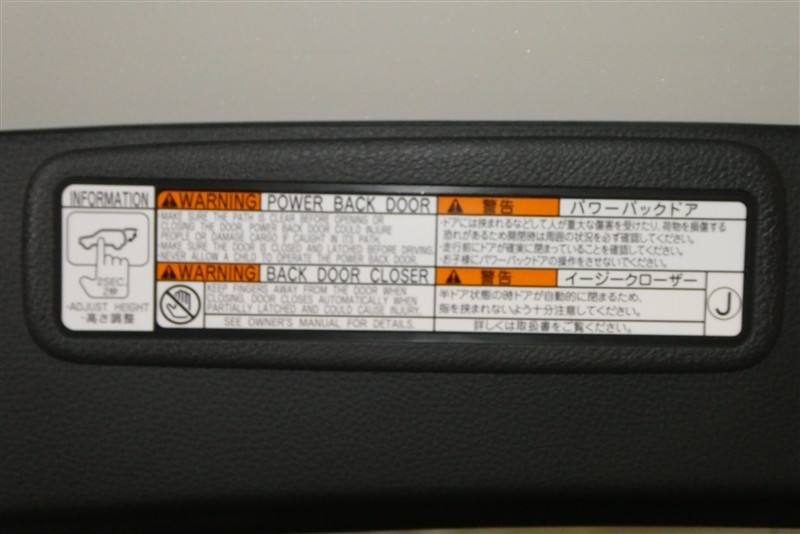 INFORMATION
2SEC.
2秒
·ADJUST HEIGHT
·高さ調整
WARNING POWER BACK DOOR
·MAKE SURE THE PATH IS CLEAR BEFORE OPENING OR
CLOSING THE DOOR. POWER BACK DOOR COULD INJURE
PEOPLE OR DAMAGE CARGO IF CAUGHT IN ITS PATH.
·MAKE SURE THE DOOR IS CLOSED AND LATCHED BEFORE DRIVING.
·NEVER ALLOW A CHILD TO OPERATE THE POWER BACK DOOR.
WARNING BACK DOOR CLOSER
KEEP FINGERS AWAY FROM THE DOOR WHEN
CLOSING. DOOR CLOSES AUTOMATICALLY WHEN
PARTIALLY LATCHED AND COULD CAUSE INJURY.
SEE OWNER'S MANUAL FOR DETAILS.
警告 パワーバックドア
·ドアには挟まれるなどして人が重大な傷害を受けたり、荷物を損傷する
恐れがあるため開閉時は周囲の状況を必ず確認してください。
·走行前にドアが確実に閉まっていることを確認してください。
·お子様にパワーバックドアの操作をさせないでください。
警告 イージークローザー
半ドア状態の時ドアが自動的に閉まるため、
指を挟まれないよう十分注意してください。
詳しくは取扱書をご覧ください。
J